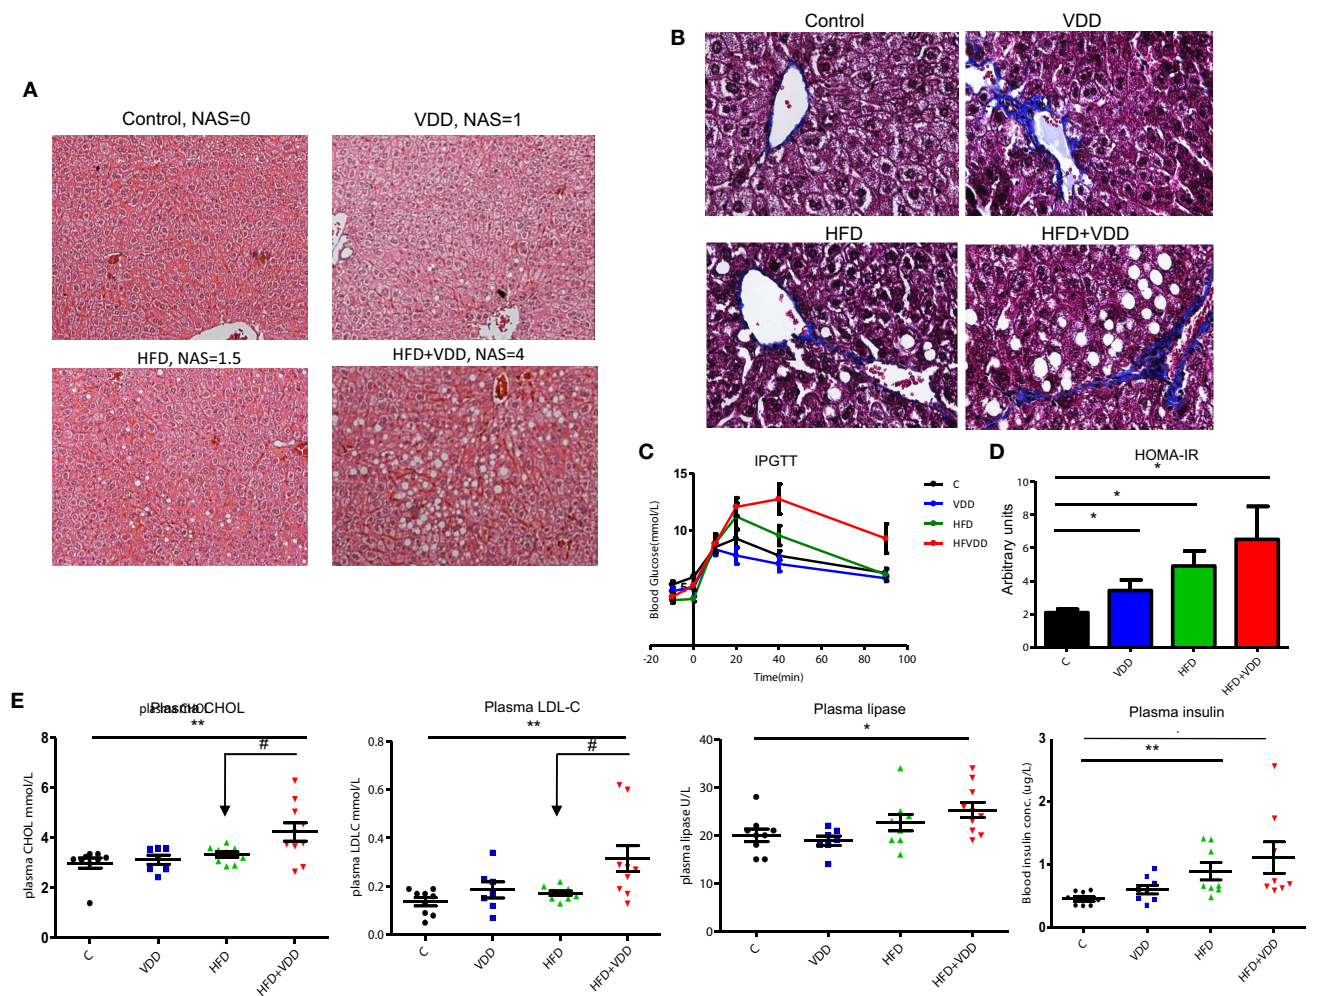 A
Control, NAS=0
VDD, NAS=1
HFD, NAS=1.5
HFD+VDD, NAS=4
B
Control
VDD
HFD
HFD+VDD
C
IPGTT
Blood Glucose(mmol/L)
15
10
5
-20
0
20
40
60
80
100
Time(min)
C
VDD
HFD
HFVDD
D
HOMA-IR
*
*
*
Arbitrary units
10
8
6
4
2
0
C
VDD
HFD
HFD+VDD
E
Plasma CHOL
**
#
plasma CHOL mmol/L
8
6
4
2
0
C
VDD
HFD
HFD+VDD
Plasma LDL-C
**
#
plasma LDLC mmol/L
0.8
0.6
0.4
0.2
0.0
C
VDD
HFD
HFD+VDD
Plasma lipase
*
plasma lipase U/L
40
30
20
10
0
C
VDD
HFD
HFD+VDD
Plasma insulin
.
**
Blood insulin conc. (ug/L)
3
2
1
0
C
VDD
HFD
HFD+VDD